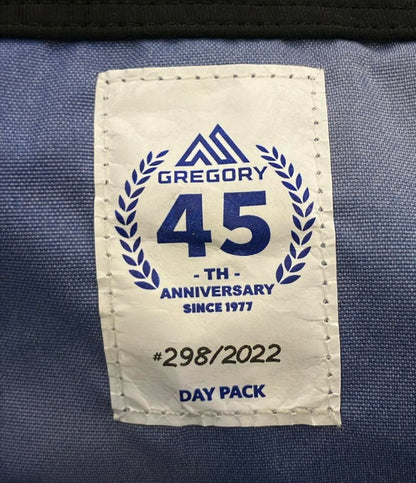 GREGORY
45
- TH -
ANNIVERSARY
SINCE 1977
#298/2022
DAY PACK